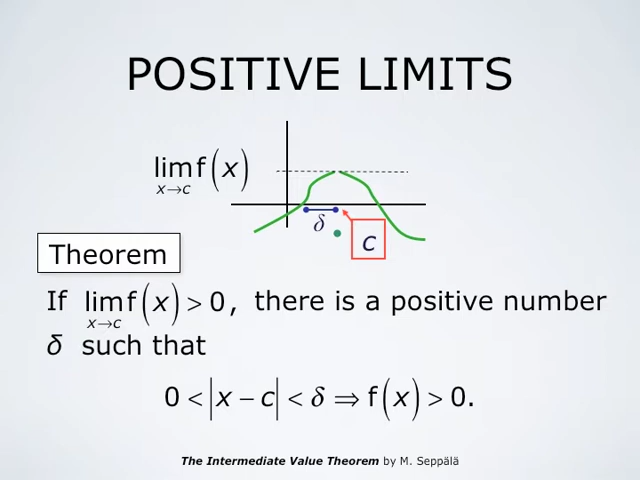 POSITIVE LIMITS
lim f(x)
x→c
δ
c
Theorem
If lim f(x) > 0, there is a positive number
x→c
δ such that
0 < |x − c| < δ ⇒ f(x) > 0.
The Intermediate Value Theorem by M. Seppälä